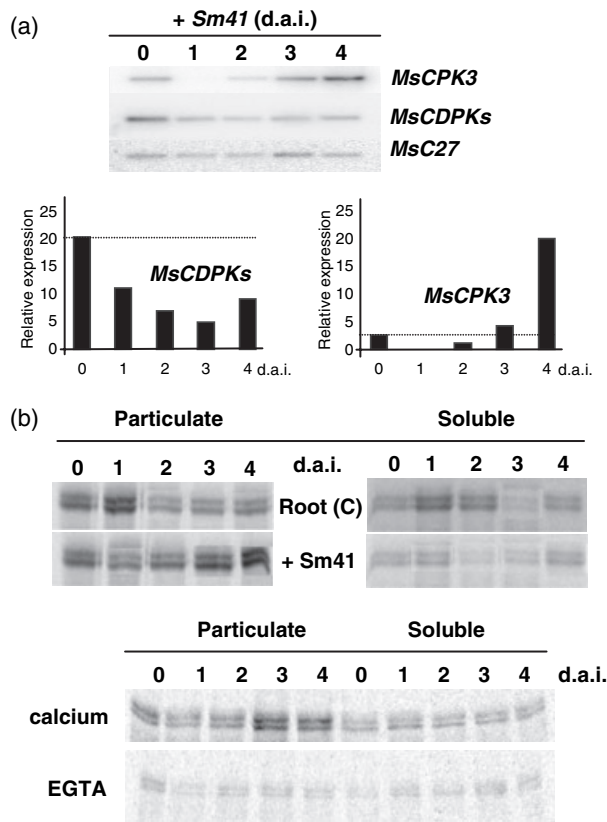 (a)
+ Sm41 (d.a.i.)
0 1 2 3 4
MsCPK3
MsCDPKs
MsC27
Relative expression
25
20
15
10
5
0
MsCDPKs
0 1 2 3 4 d.a.i.
Relative expression
25
20
15
10
5
0
MsCPK3
0 1 2 3 4 d.a.i.
(b)
Particulate Soluble
0 1 2 3 4 d.a.i. 0 1 2 3 4
Root (C)
+ Sm41
Particulate Soluble
0 1 2 3 4 0 1 2 3 4 d.a.i.
calcium
EGTA